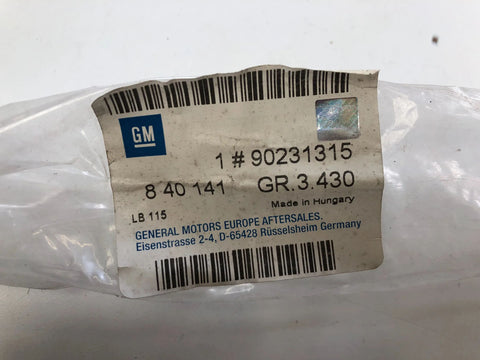 GM
1 # 90231315
8 40 141 GR.3.430
Made in Hungary
LB 115
GENERAL MOTORS EUROPE AFTERSALES.
Eisenstrasse 2-4, D-65428 Rüsselsheim Germany